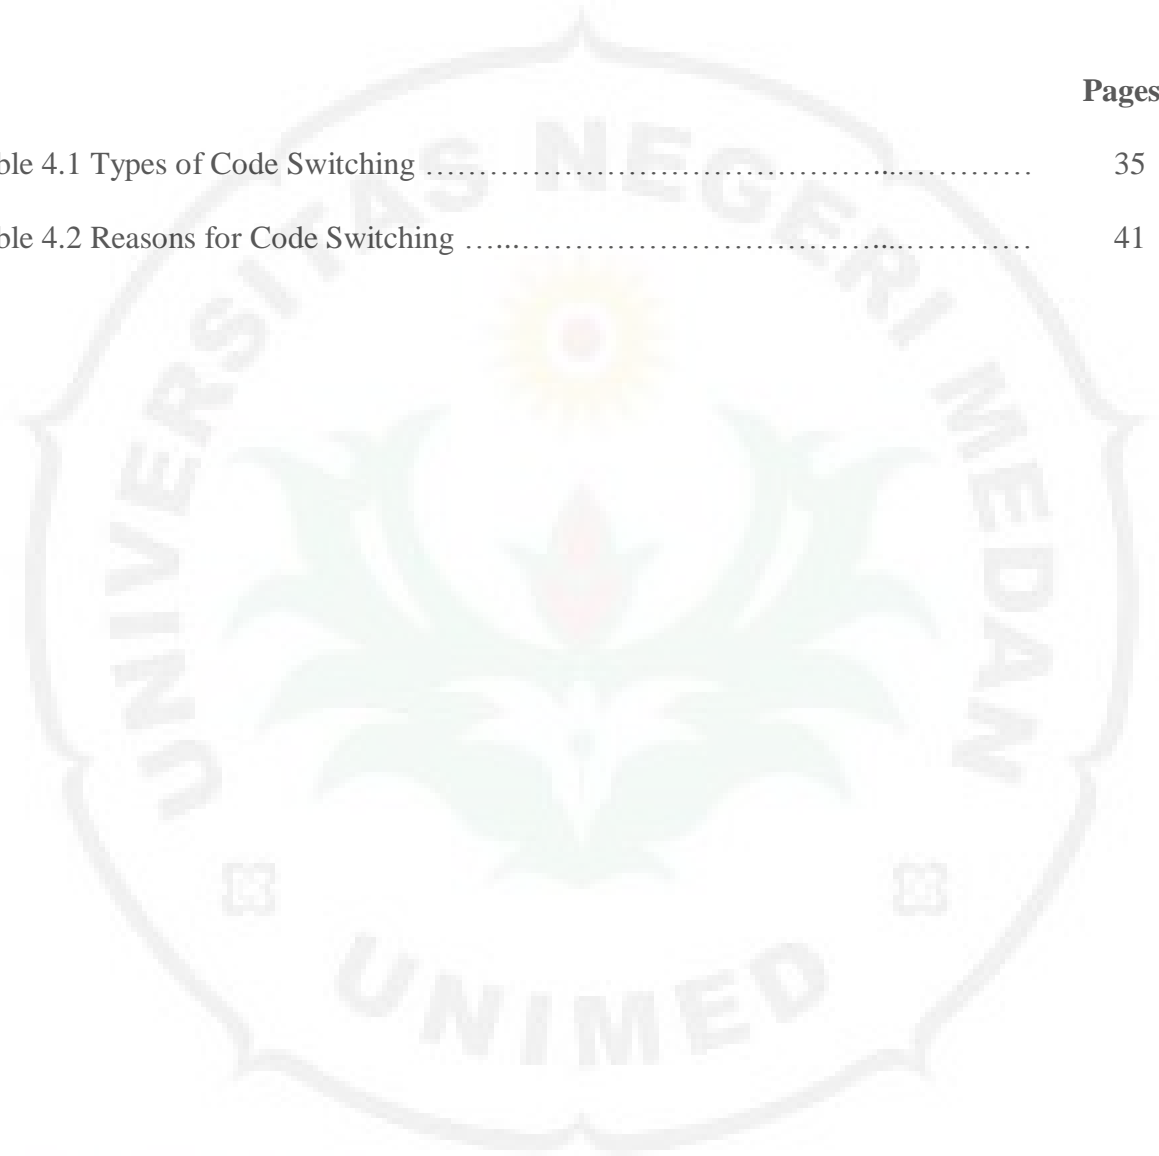 Pages
ble 4.1 Types of Code Switching …………………………………….....………… 35
ble 4.2 Reasons for Code Switching …...……………………………...………… 41
UNIVERSITAS NEGERI MEDAN
UNIMED